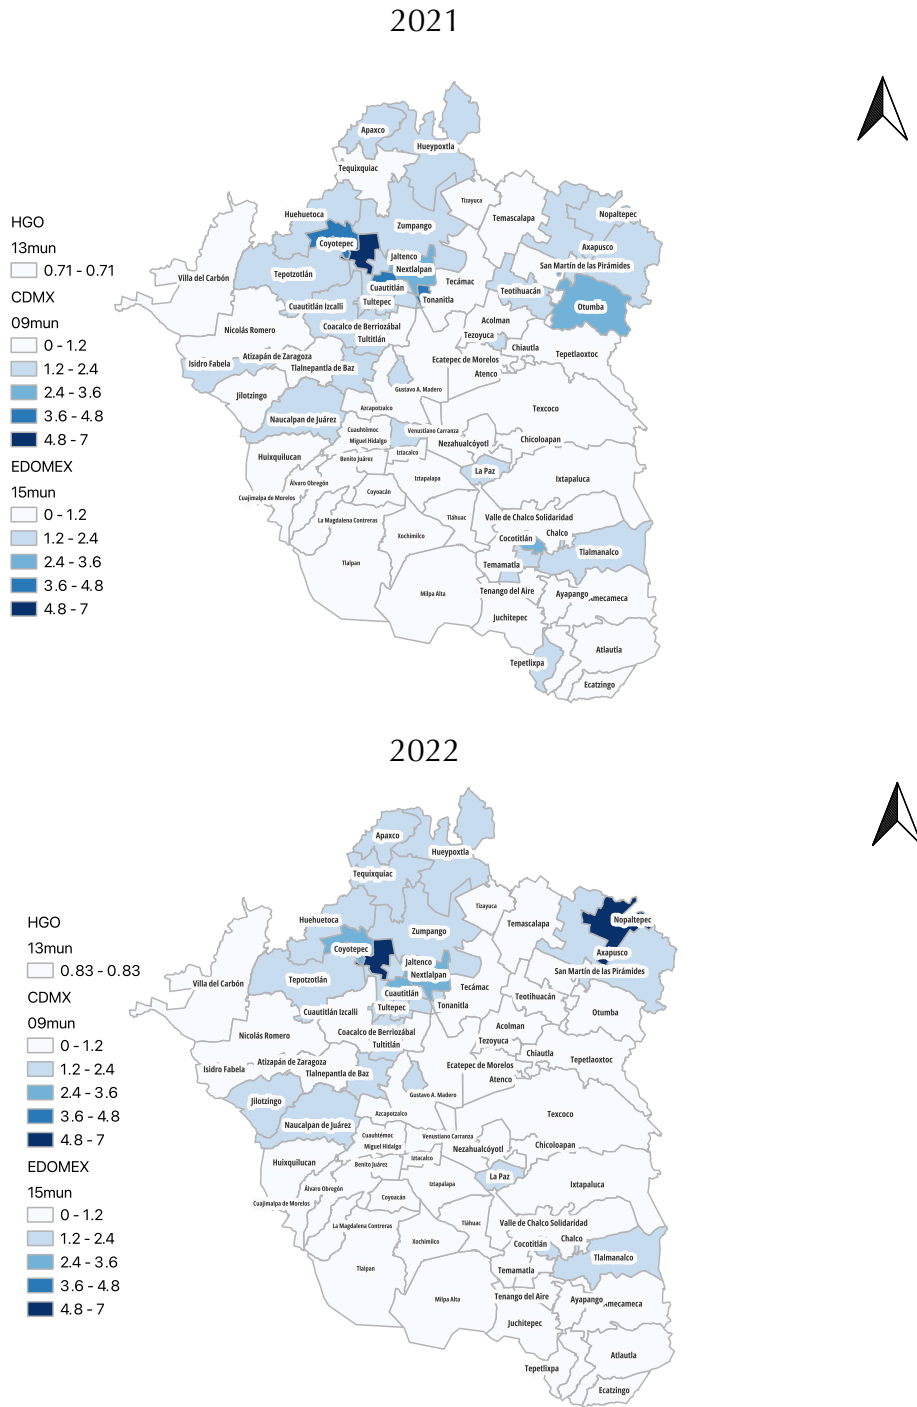 2021
Apaxco
Hueypoxtla
Tequixquiac
Tizayuca
Huehuetoca
Temascalapa
Nopaltepec
Zumpango
Coyotepec
Axapusco
Jaltenco
San Martín de las Pirámides
Nextlalpan
Villa del Carbón
Tepotzotlán
Tecámac
Cuautitlán
Teotihuacán
Tultepec
Tonanitla
Cuautitlán Izcalli
Otumba
Acolman
Coacalco de Berriozábal
Nicolás Romero
Tezoyuca
Tultitlán
Chiautla
Tepetlaoxtoc
Atizapán de Zaragoza
Ecatepec de Morelos
Isidro Fabela
Tlalnepantla de Baz
Atenco
Gustavo A. Madero
Jilotzingo
Azcapotzalco
Texcoco
Naucalpan de Juárez
Cuauhtémoc
Venustiano Carranza
Miguel Hidalgo
Nezahualcóyotl
Chicoloapan
Iztacalco
Huixquilucan
Benito Juárez
La Paz
Iztapalapa
Ixtapaluca
Álvaro Obregón
Coyoacán
Cuajimalpa de Morelos
La Magdalena Contreras
Tláhuac
Valle de Chalco Solidaridad
Xochimilco
Cocotitlán
Chalco
Tlalmanalco
Tlalpan
Temamatla
Milpa Alta
Tenango del Aire
Ayapango
mecameca
Juchitepec
Atlautla
Tepetlixpa
Ecatzingo
HGO
13mun
0.71 - 0.71
CDMX
09mun
0 - 1.2
1.2 - 2.4
2.4 - 3.6
3.6 - 4.8
4.8 - 7
EDOMEX
15mun
0 - 1.2
1.2 - 2.4
2.4 - 3.6
3.6 - 4.8
4.8 - 7
2022
Apaxco
Hueypoxtla
Tequixquiac
Tizayuca
Huehuetoca
Temascalapa
Nopaltepec
Zumpango
Coyotepec
Axapusco
Jaltenco
San Martín de las Pirámides
Nextlalpan
Villa del Carbón
Tepotzotlán
Tecámac
Cuautitlán
Teotihuacán
Tultepec
Tonanitla
Cuautitlán Izcalli
Otumba
Acolman
Coacalco de Berriozábal
Nicolás Romero
Tezoyuca
Tultitlán
Chiautla
Tepetlaoxtoc
Atizapán de Zaragoza
Ecatepec de Morelos
Isidro Fabela
Tlalnepantla de Baz
Atenco
Gustavo A. Madero
Jilotzingo
Azcapotzalco
Texcoco
Naucalpan de Juárez
Cuauhtémoc
Venustiano Carranza
Miguel Hidalgo
Nezahualcóyotl
Chicoloapan
Iztacalco
Huixquilucan
Benito Juárez
La Paz
Iztapalapa
Ixtapaluca
Álvaro Obregón
Coyoacán
Cuajimalpa de Morelos
La Magdalena Contreras
Tláhuac
Valle de Chalco Solidaridad
Xochimilco
Cocotitlán
Chalco
Tlalmanalco
Tlalpan
Temamatla
Milpa Alta
Tenango del Aire
Ayapango
mecameca
Juchitepec
Atlautla
Tepetlixpa
Ecatzingo
HGO
13mun
0.83 - 0.83
CDMX
09mun
0 - 1.2
1.2 - 2.4
2.4 - 3.6
3.6 - 4.8
4.8 - 7
EDOMEX
15mun
0 - 1.2
1.2 - 2.4
2.4 - 3.6
3.6 - 4.8
4.8 - 7